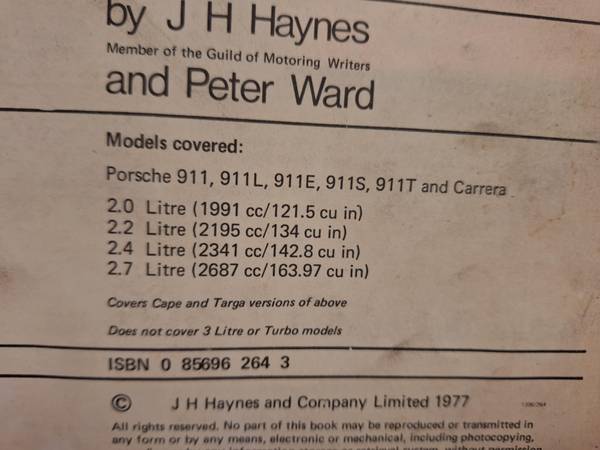 by J H Haynes
Member of the Guild of Motoring Writers
and Peter Ward
Models covered:
Porsche 911, 911L, 911E, 911S, 911T and Carrera
2.0 Litre (1991 cc/121.5 cu in)
2.2 Litre (2195 cc/134 cu in)
2.4 Litre (2341 cc/142.8 cu in)
2.7 Litre (2687 cc/163.97 cu in)
Covers Cape and Targa versions of above
Does not cover 3 Litre or Turbo models
ISBN 0 85696 264 3
© J H Haynes and Company Limited 1977
All rights reserved. No part of this book may be reproduced or transmitted in
any form or by any means, electronic or mechanical, including photocopying,